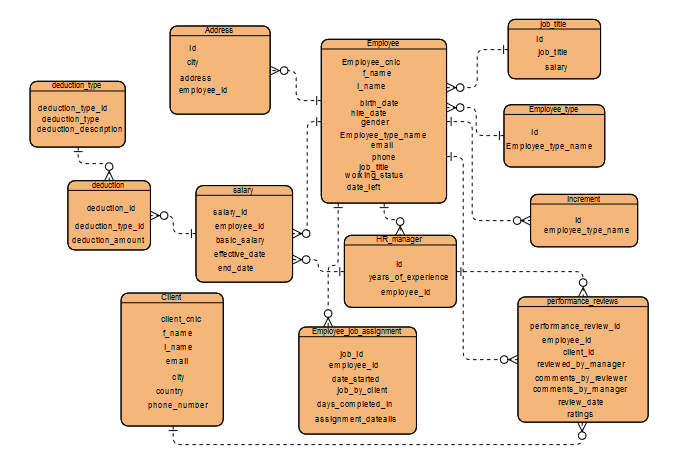 Address
Id
city
address
employee_id
Employee
Employee_cnic
f_name
l_name
birth_date
hire_date
gender
Employee_type_name
email
phone
job_title
working_status
date_left
job_title
Id
job_title
salary
deduction_type
deduction_type_id
deduction_type
deduction_description
Employee_type
Id
Employee_type_name
deduction
deduction_id
deduction_type_id
deduction_amount
salary
salary_id
employee_id
basic_salary
effective_date
end_date
Increment
Id
employee_type_name
HR_manager
Id
years_of_experience
employee_id
Client
client_cnic
f_name
l_name
email
city
country
phone_number
Employee_job_assignment
job_id
employee_id
date_started
job_by_client
days_completed_in
assignment_dateails
performance_reviews
performance_review_id
employee_id
client_id
reviewed_by_manager
comments_by_reviewer
comments_by_manager
review_date
ratings